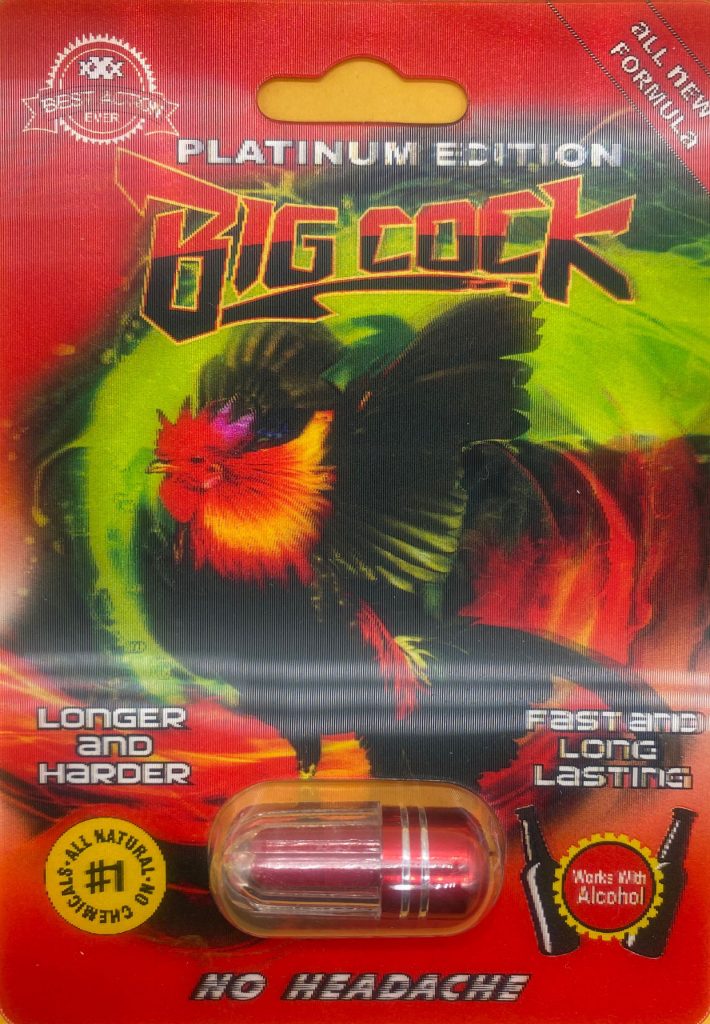 XXX
BEST ACTION
EVER
ALL NEW
FORMULA
PLATINUM EDITION
BIG COCK
LONGER
AND
HARDER
FAST AND
LONG
LASTING
ALL NATURAL
#1
NO CHEMICALS
Works With
Alcohol
NO HEADACHE